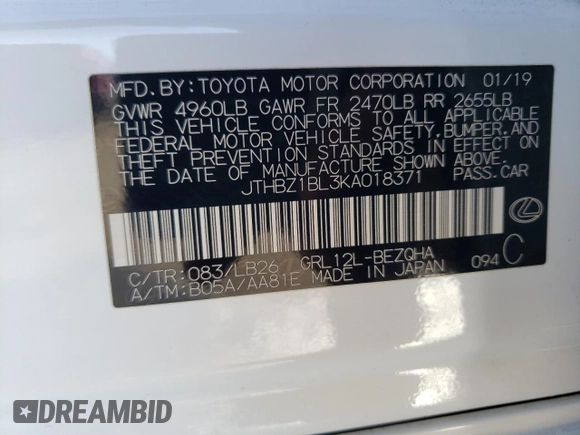 MFD.BY:TOYOTA MOTOR CORPORATION 01/19
GVWR 4960LB GAWR FR 2470LB RR 2655LB
THIS VEHICLE CONFORMS TO ALL APPLICABLE
FEDERAL MOTOR VEHICLE SAFETY,BUMPER,AND
THEFT PREVENTION STANDARDS IN EFFECT ON
THE DATE OF MANUFACTURE SHOWN ABOVE.
JTHBZ1BL3KA018371 PASS.CAR
C/TR:083/LB26 GRL12L-BEZQHA
A/TM:B05A/AA81E MADE IN JAPAN 094 C
DREAMBID